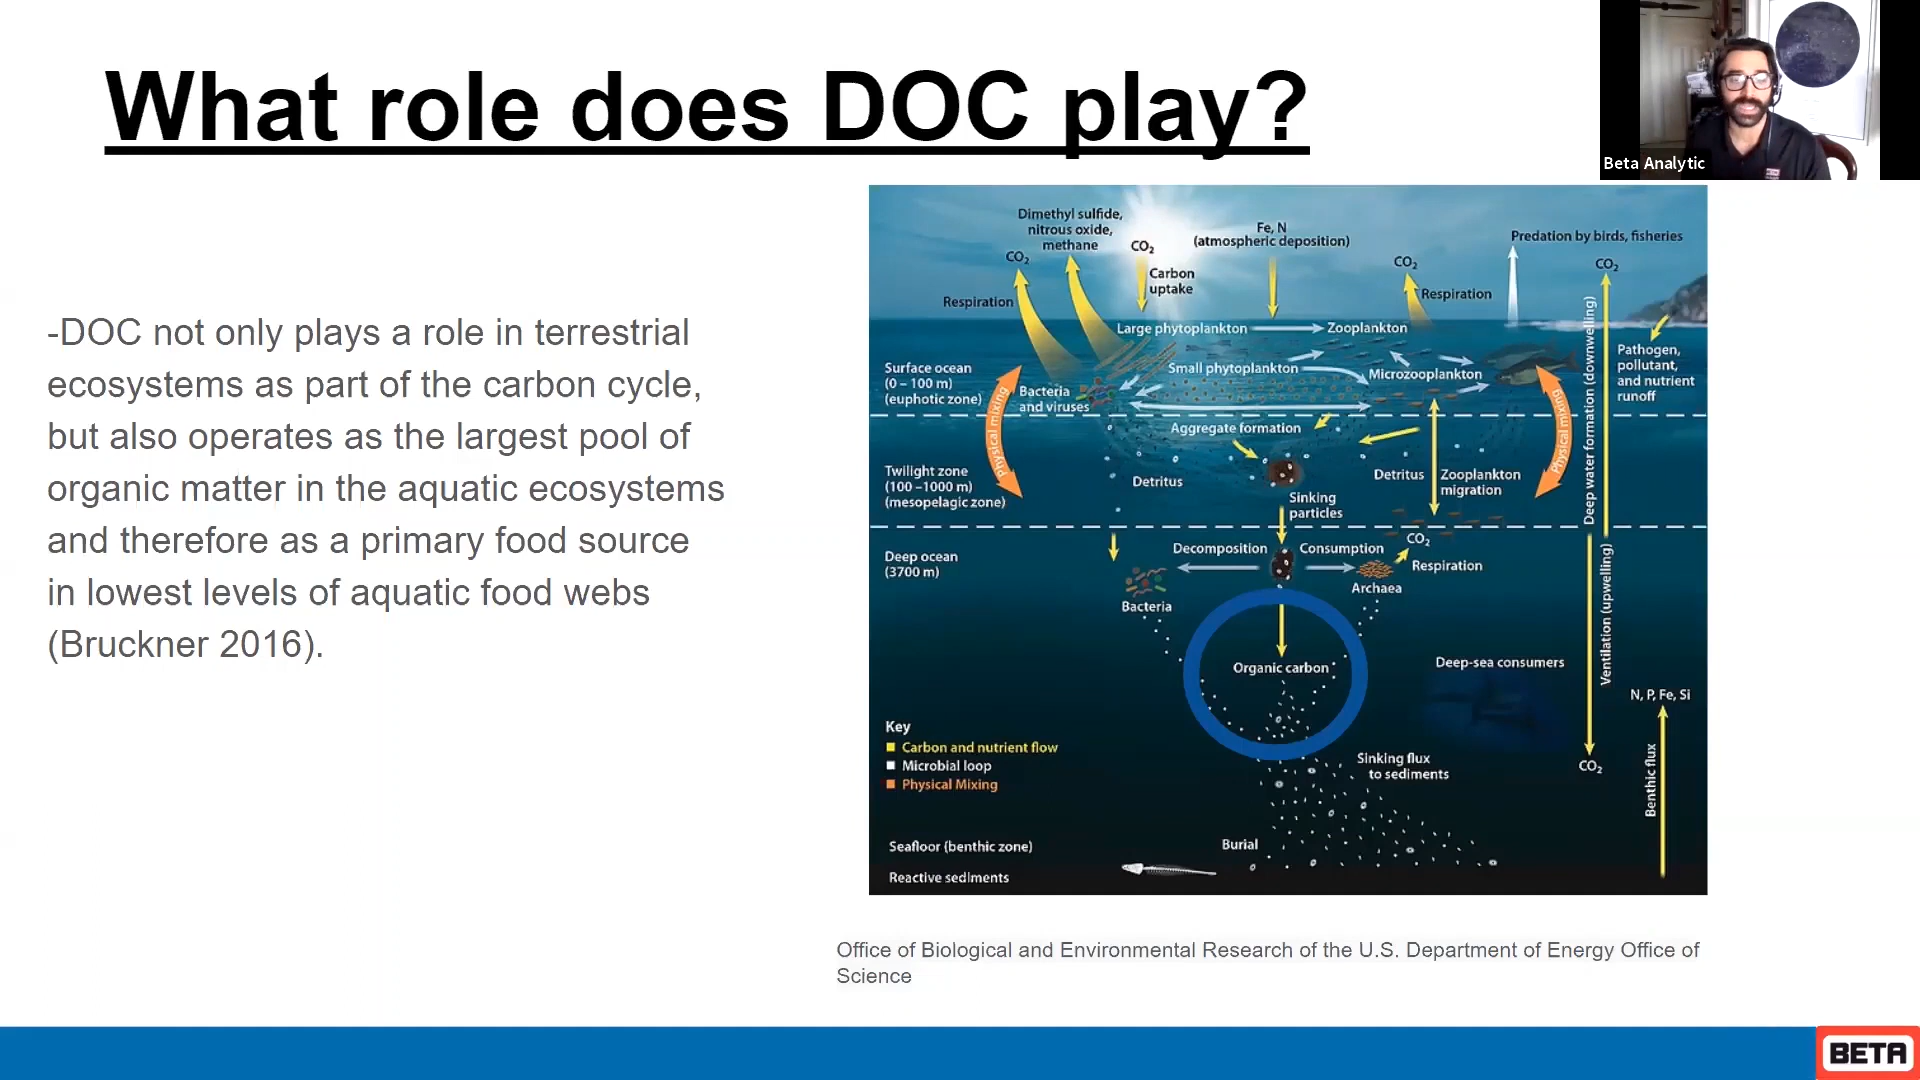 What role does DOC play?
Beta Analytic
-DOC not only plays a role in terrestrial
ecosystems as part of the carbon cycle,
but also operates as the largest pool of
organic matter in the aquatic ecosystems
and therefore as a primary food source
in lowest levels of aquatic food webs
(Bruckner 2016).
Dimethyl sulfide,
nitrous oxide,
methane
CO₂
CO₂
Fe, N
(atmospheric deposition)
Predation by birds, fisheries
CO₂
CO₂
Carbon
uptake
Respiration
Respiration
Large phytoplankton
Zooplankton
Pathogen,
pollutant,
and nutrient
runoff
Surface ocean
(0 – 100 m)
(euphotic zone)
Small phytoplankton
Microzooplankton
Bacteria
and viruses
Physical mixing
Physical mixing
Deep water formation (downwelling)
Aggregate formation
Twilight zone
(100 –1000 m)
(mesopelagic zone)
Detritus
Detritus
Zooplankton
migration
Sinking
particles
Deep ocean
(3700 m)
Decomposition
Consumption
CO₂
Respiration
Archaea
Bacteria
Ventilation (upwelling)
Organic carbon
Deep-sea consumers
N, P, Fe, Si
Key
Carbon and nutrient flow
Microbial loop
Physical Mixing
Sinking flux
to sediments
CO₂
Benthic flux
Seafloor (benthic zone)
Burial
Reactive sediments
Office of Biological and Environmental Research of the U.S. Department of Energy Office of
Science
BETA